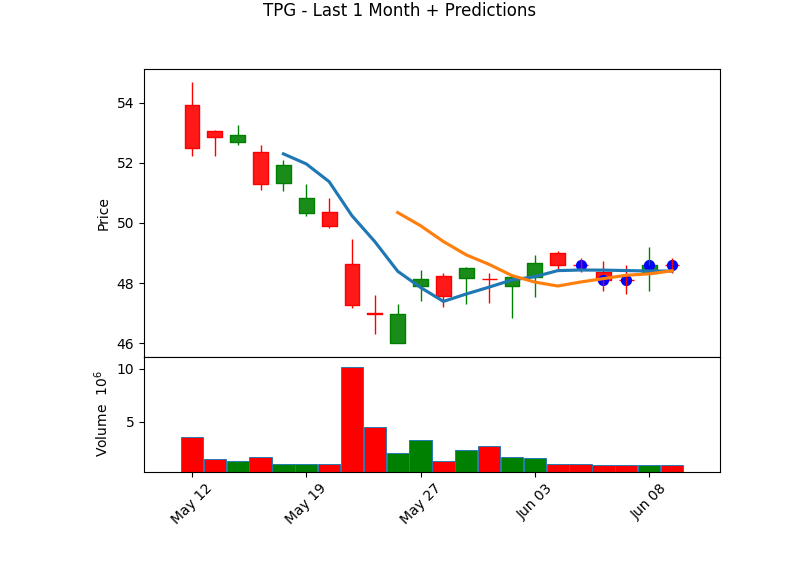 TPG - Last 1 Month + Predictions
54
52
50
48
46
Price
10
5
Volume 10^6
May 12
May 19
May 27
Jun 03
Jun 08